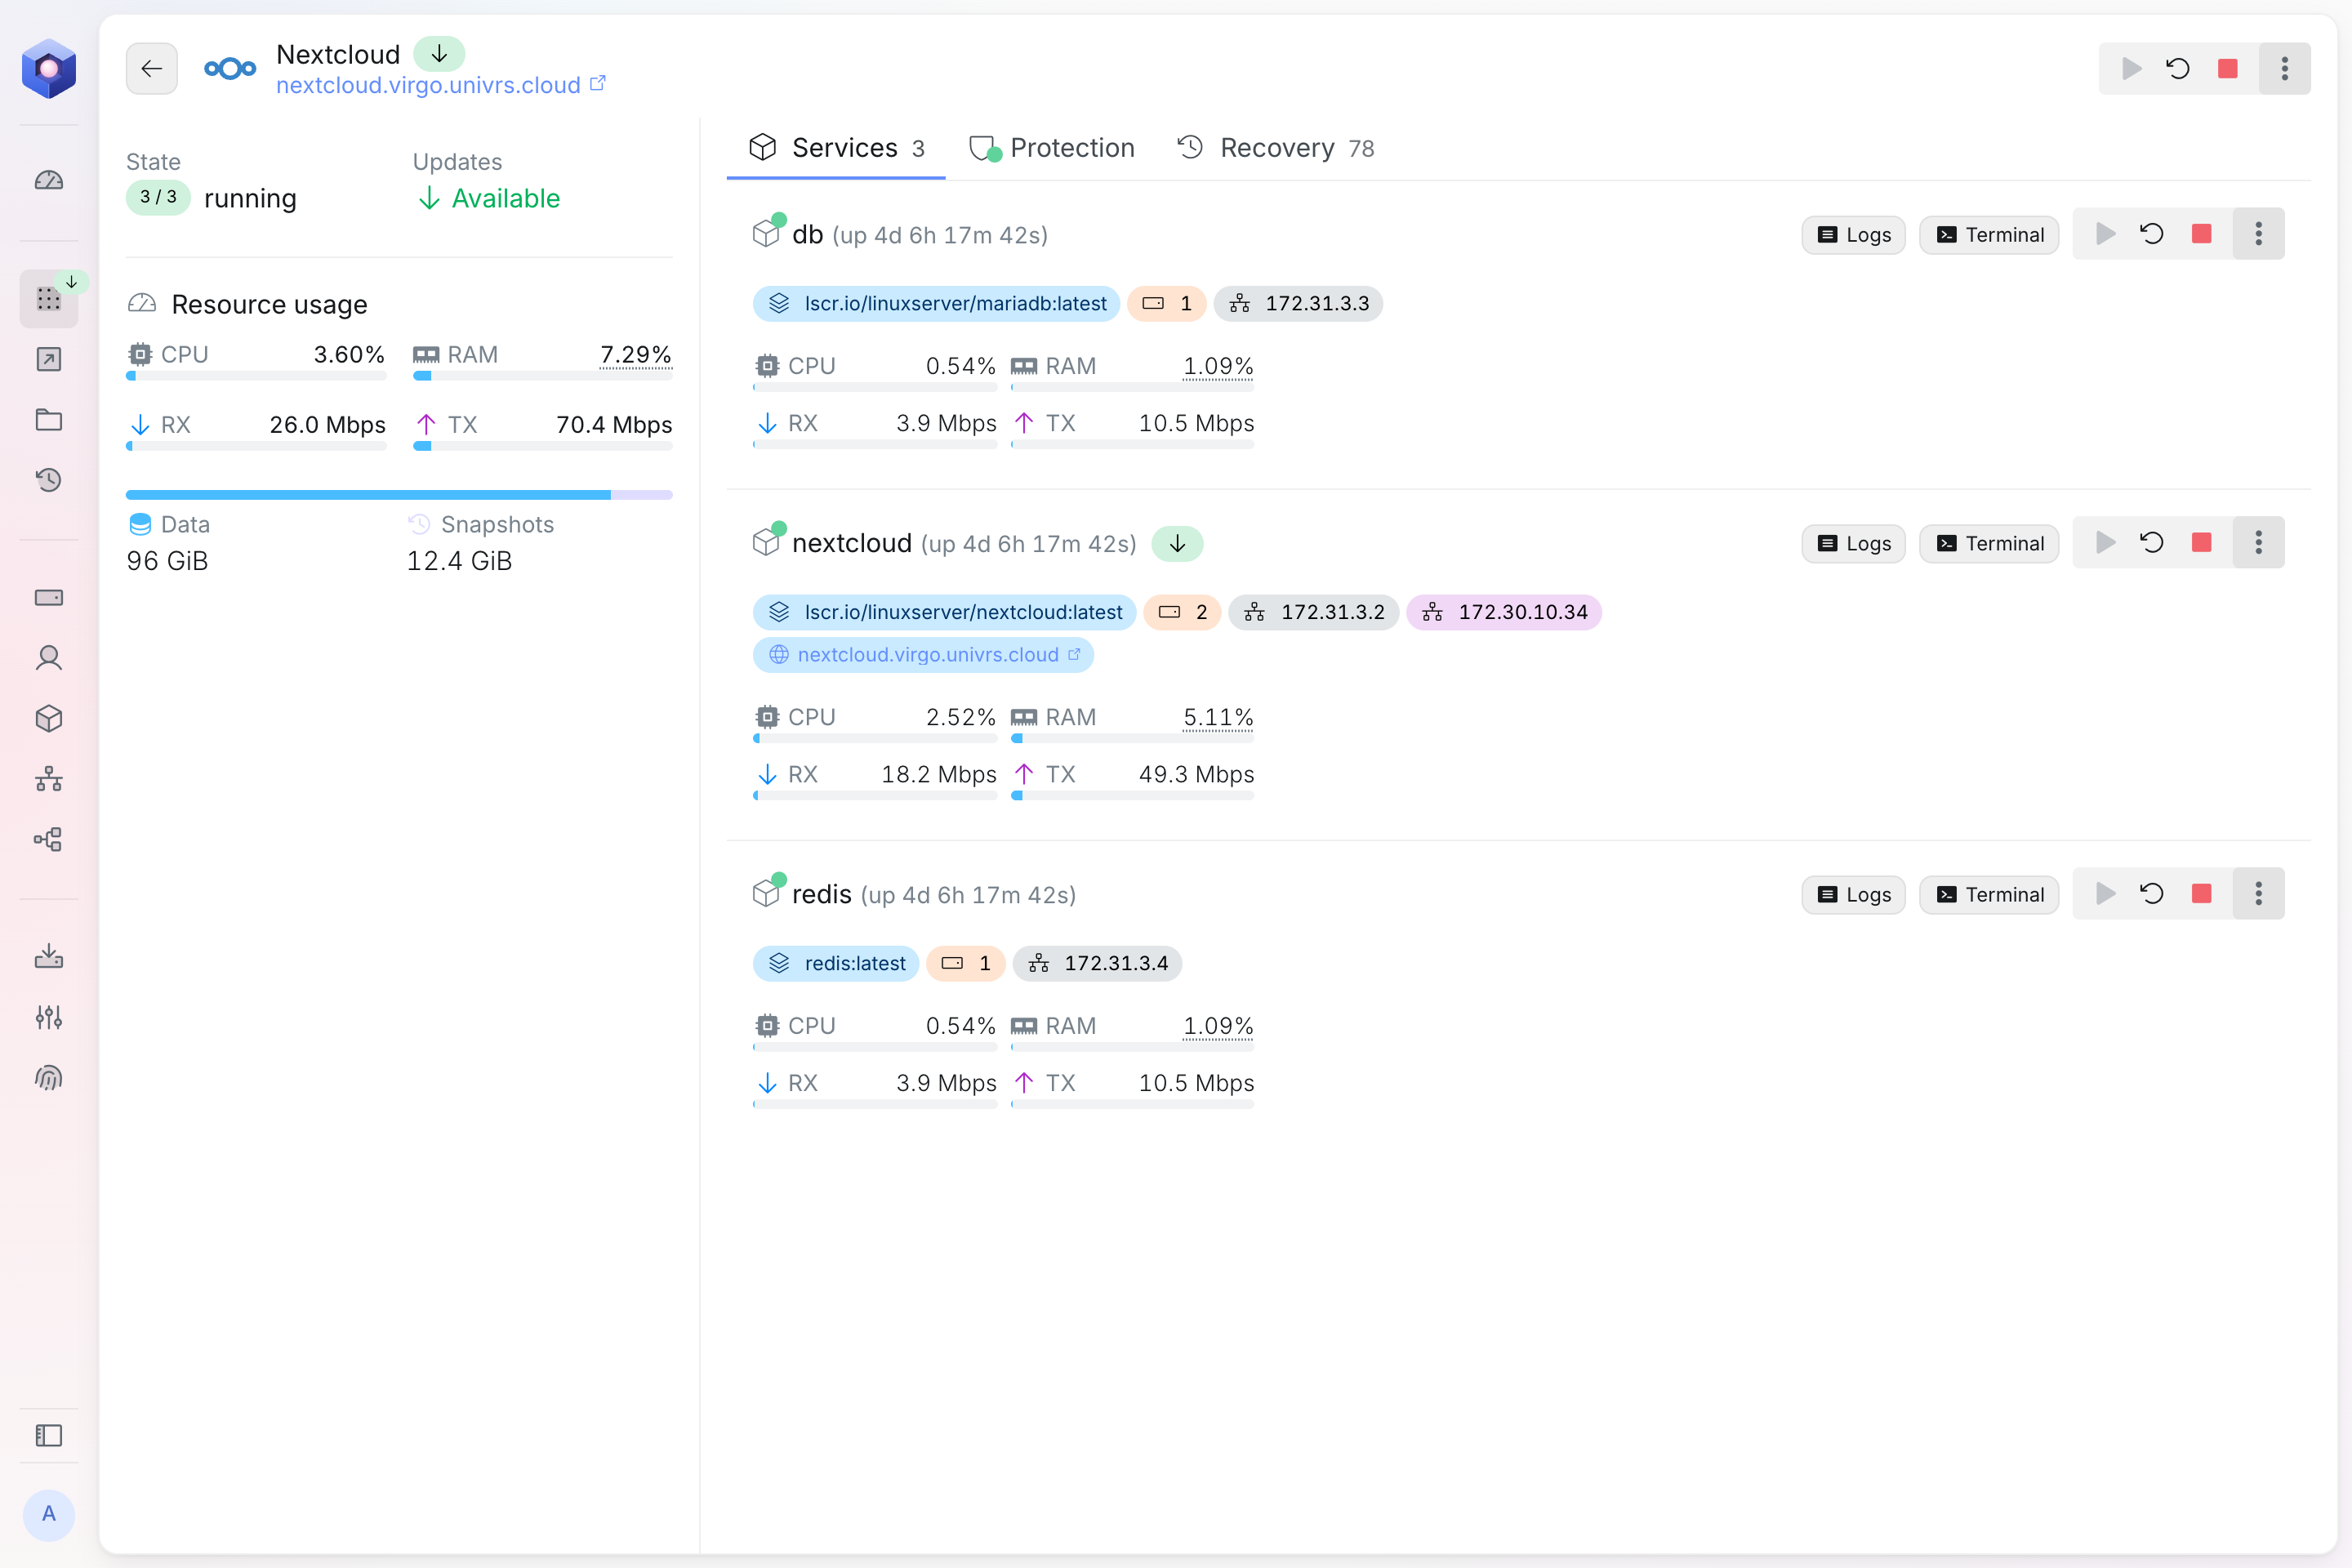 Nextcloud
nextcloud.virgo.univrs.cloud
State
Updates
3 / 3 running
Available
Resource usage
CPU 3.60% RAM 7.29%
RX 26.0 Mbps TX 70.4 Mbps
Data Snapshots
96 GiB 12.4 GiB
Services 3 Protection Recovery 78
db (up 4d 6h 17m 42s) Logs Terminal
lscr.io/linuxserver/mariadb:latest 1 172.31.3.3
CPU 0.54% RAM 1.09%
RX 3.9 Mbps TX 10.5 Mbps
nextcloud (up 4d 6h 17m 42s) Logs Terminal
lscr.io/linuxserver/nextcloud:latest 2 172.31.3.2 172.30.10.34
nextcloud.virgo.univrs.cloud
CPU 2.52% RAM 5.11%
RX 18.2 Mbps TX 49.3 Mbps
redis (up 4d 6h 17m 42s) Logs Terminal
redis:latest 1 172.31.3.4
CPU 0.54% RAM 1.09%
RX 3.9 Mbps TX 10.5 Mbps
A